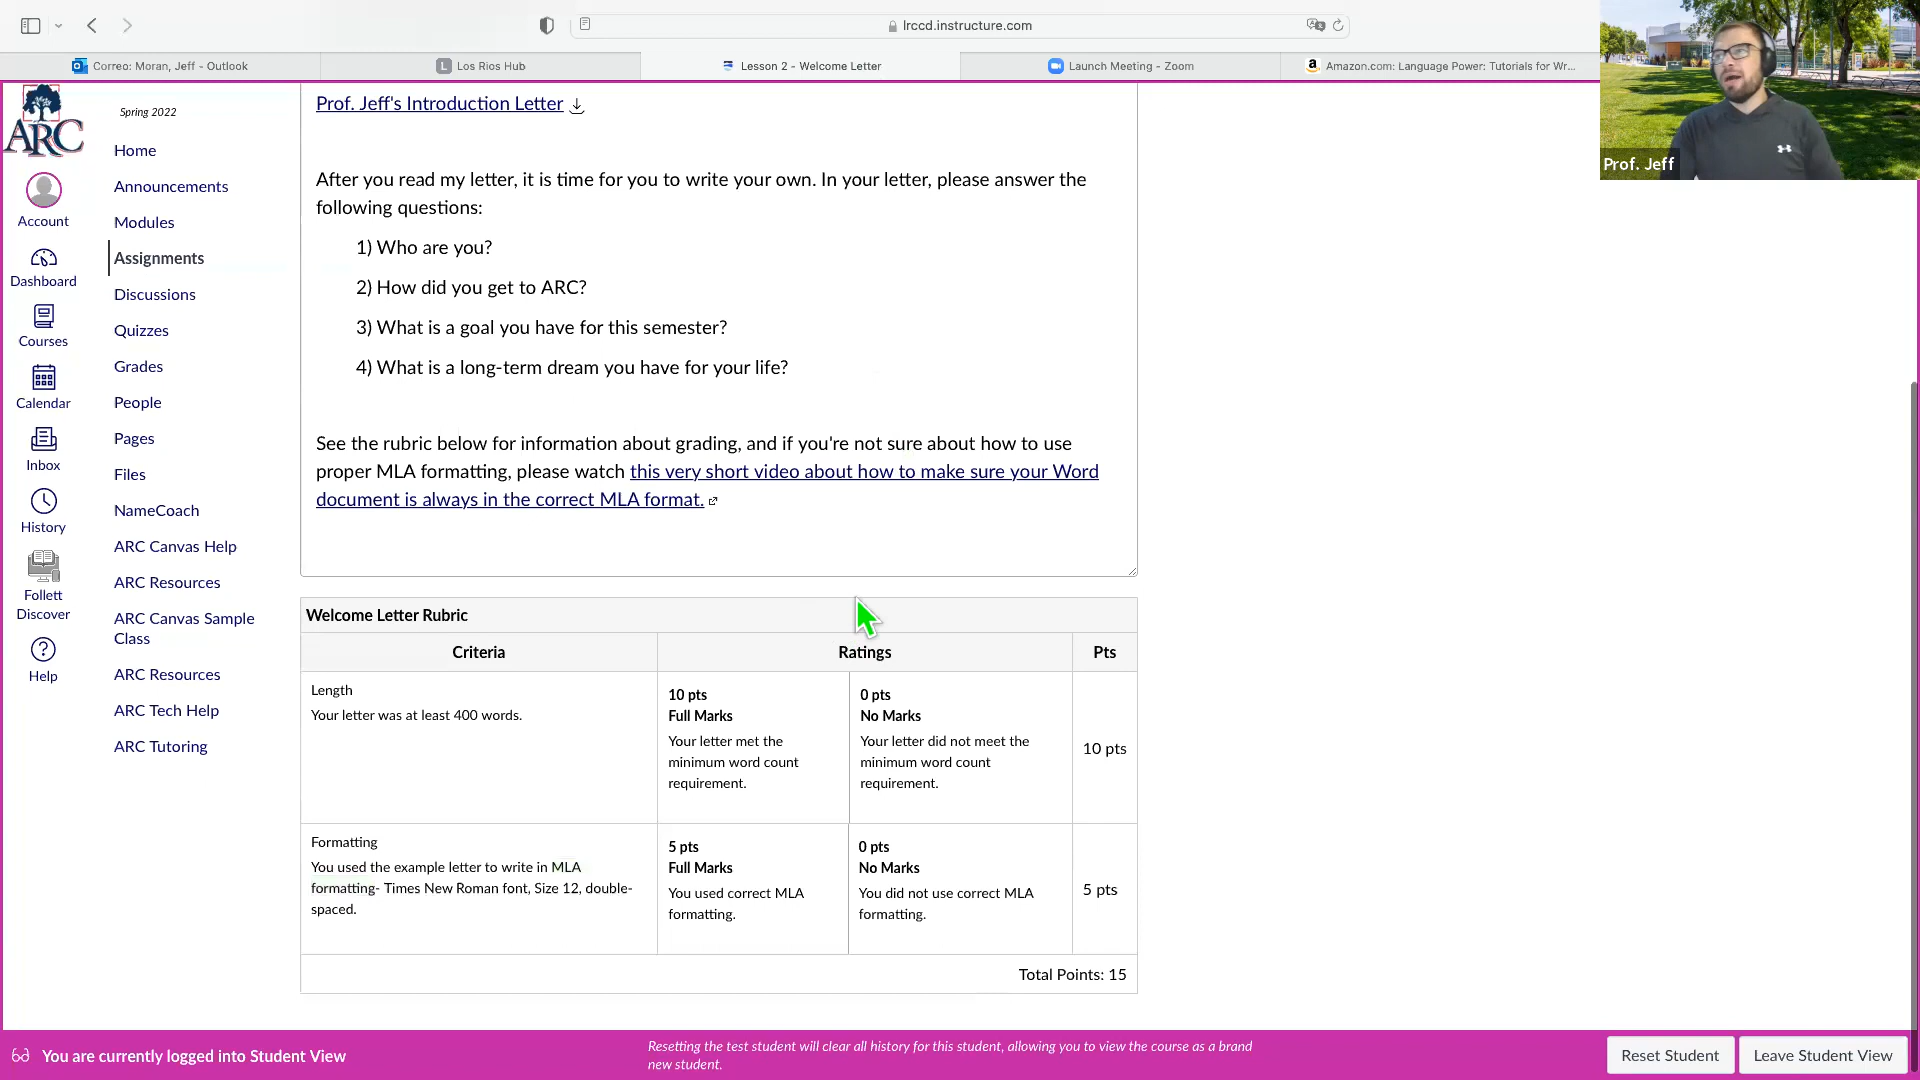 lrccd.instructure.com
Correo: Moran, Jeff - Outlook
L Los Rios Hub
Lesson 2 - Welcome Letter
Launch Meeting - Zoom
a Amazon.com: Language Power: Tutorials for Wr...
Prof. Jeff
ARC
Account
Dashboard
Courses
Calendar
Inbox
History
Follett
Discover
Help
Spring 2022
Home
Announcements
Modules
Assignments
Discussions
Quizzes
Grades
People
Pages
Files
NameCoach
ARC Canvas Help
ARC Resources
ARC Canvas Sample
Class
ARC Resources
ARC Tech Help
ARC Tutoring
Prof. Jeff's Introduction Letter
After you read my letter, it is time for you to write your own. In your letter, please answer the
following questions:
1) Who are you?
2) How did you get to ARC?
3) What is a goal you have for this semester?
4) What is a long-term dream you have for your life?
See the rubric below for information about grading, and if you're not sure about how to use
proper MLA formatting, please watch this very short video about how to make sure your Word
document is always in the correct MLA format.
Welcome Letter Rubric
Criteria Ratings Pts
Length
Your letter was at least 400 words.
10 pts
Full Marks
Your letter met the
minimum word count
requirement.
0 pts
No Marks
Your letter did not meet the
minimum word count
requirement.
10 pts
Formatting
You used the example letter to write in MLA
formatting- Times New Roman font, Size 12, double-
spaced.
5 pts
Full Marks
You used correct MLA
formatting.
0 pts
No Marks
You did not use correct MLA
formatting.
5 pts
Total Points: 15
You are currently logged into Student View
Resetting the test student will clear all history for this student, allowing you to view the course as a brand
new student.
Reset Student
Leave Student View